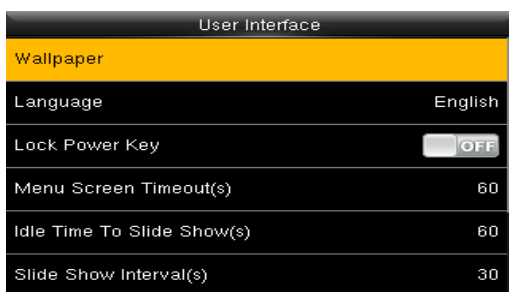 User Interface
Wallpaper
Language English
Lock Power Key OFF
Menu Screen Timeout(s) 60
Idle Time To Slide Show(s) 60
Slide Show Interval(s) 30